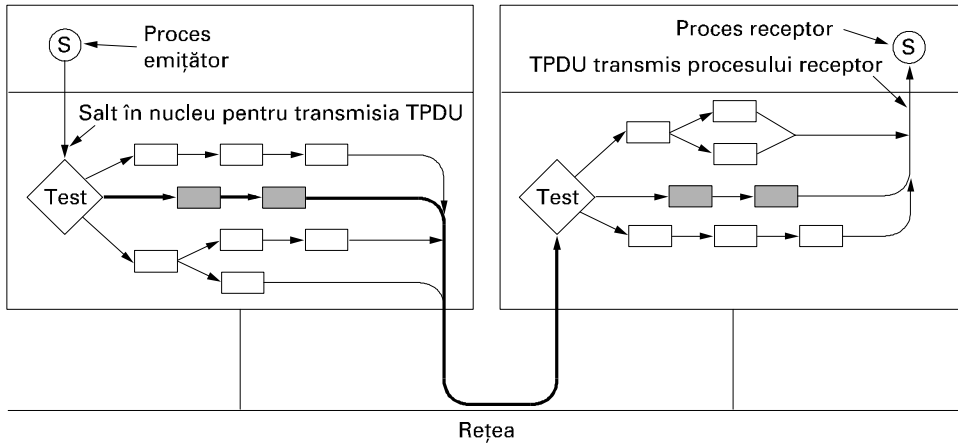 S
Proces
emițător
Salt în nucleu pentru transmisia TPDU
Test
Proces receptor
S
TPDU transmis procesului receptor
Test
Rețea